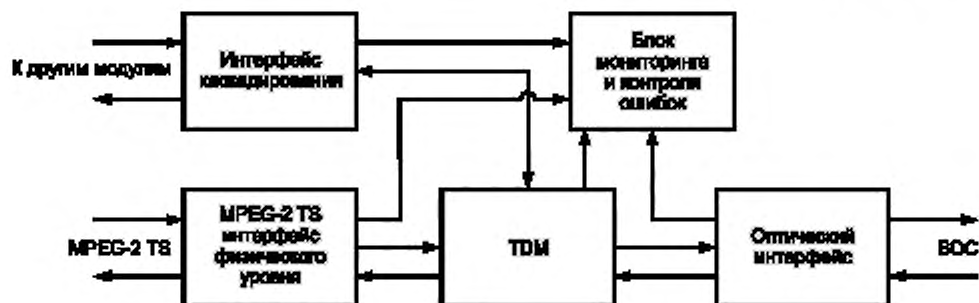 К другим модулям
Интерфейс
каскадирования
Блок
мониторинга
и контроля
ошибок
MPEG-2 TS
MPEG-2 TS
интерфейс
физического
уровня
TDM
Оптический
интерфейс
ВОС